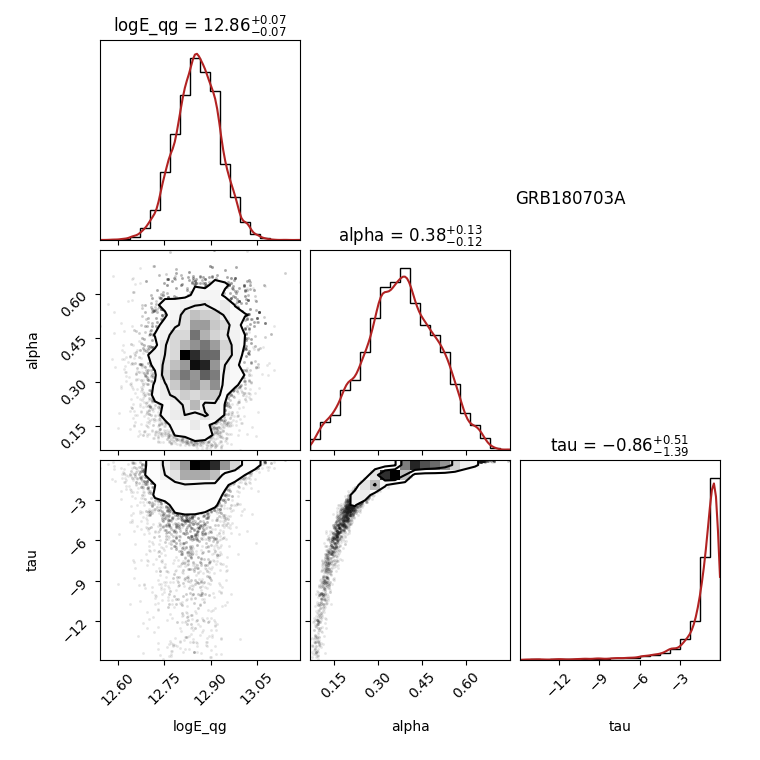 logE_qg = 12.86+0.07 −0.07
GRB180703A
alpha = 0.38+0.13 −0.12
alpha
0.60
0.45
0.30
0.15
tau = −0.86+0.51 −1.39
tau
−3
−6
−9
−12
12.60 12.75 12.90 13.05
0.15 0.30 0.45 0.60
−12 −9 −6 −3
logE_qg alpha tau